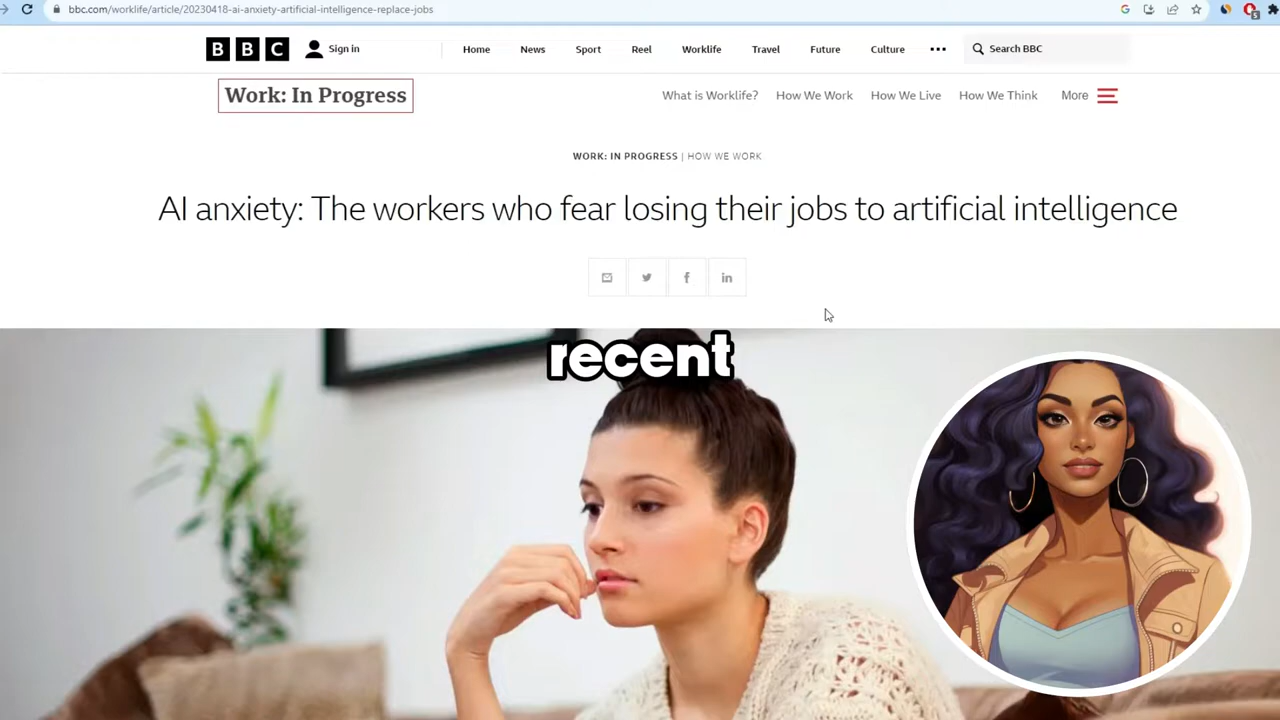 bbc.com/worklife/article/20230418-ai-anxiety-artificial-intelligence-replace-jobs
5
BBC Sign in Home News Sport Reel Worklife Travel Future Culture Search BBC
Work: In Progress What is Worklife? How We Work How We Live How We Think More
WORK: IN PROGRESS | HOW WE WORK
AI anxiety: The workers who fear losing their jobs to artificial intelligence
recent